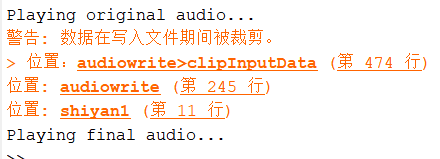 Playing original audio...
警告: 数据在写入文件期间被裁剪。
> 位置: audiowrite>clipInputData (第 474 行)
位置: audiowrite (第 245 行)
位置: shiyan1 (第 11 行)
Playing final audio...
>>